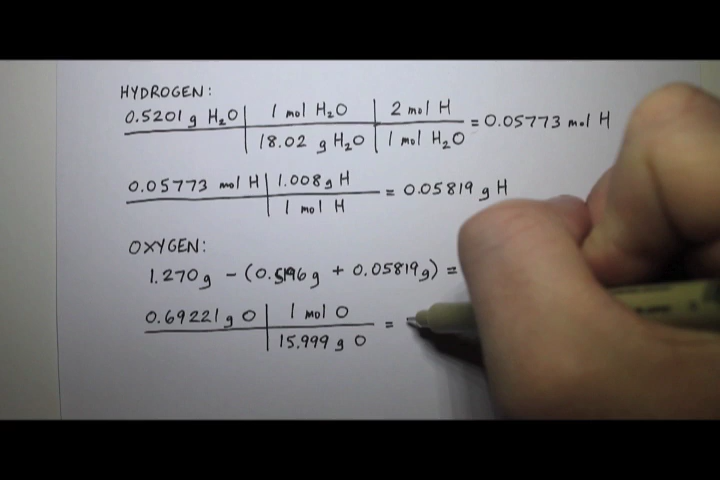 HYDROGEN:
0.5201 g H₂O | 1 mol H₂O | 2 mol H
18.02 g H₂O | 1 mol H₂O = 0.05773 mol H
0.05773 mol H | 1.008 g H
1 mol H = 0.05819 g H
OXYGEN:
1.270 g - (0.5196 g + 0.05819 g) =
0.69221 g O | 1 mol O
15.999 g O =